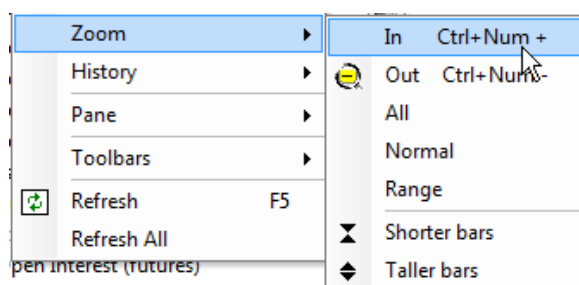 Zoom
History
Pane
Toolbars
Refresh F5
Refresh All
pen Interest (futures)
In Ctrl+Num +
Out Ctrl+Num -
All
Normal
Range
Shorter bars
Taller bars